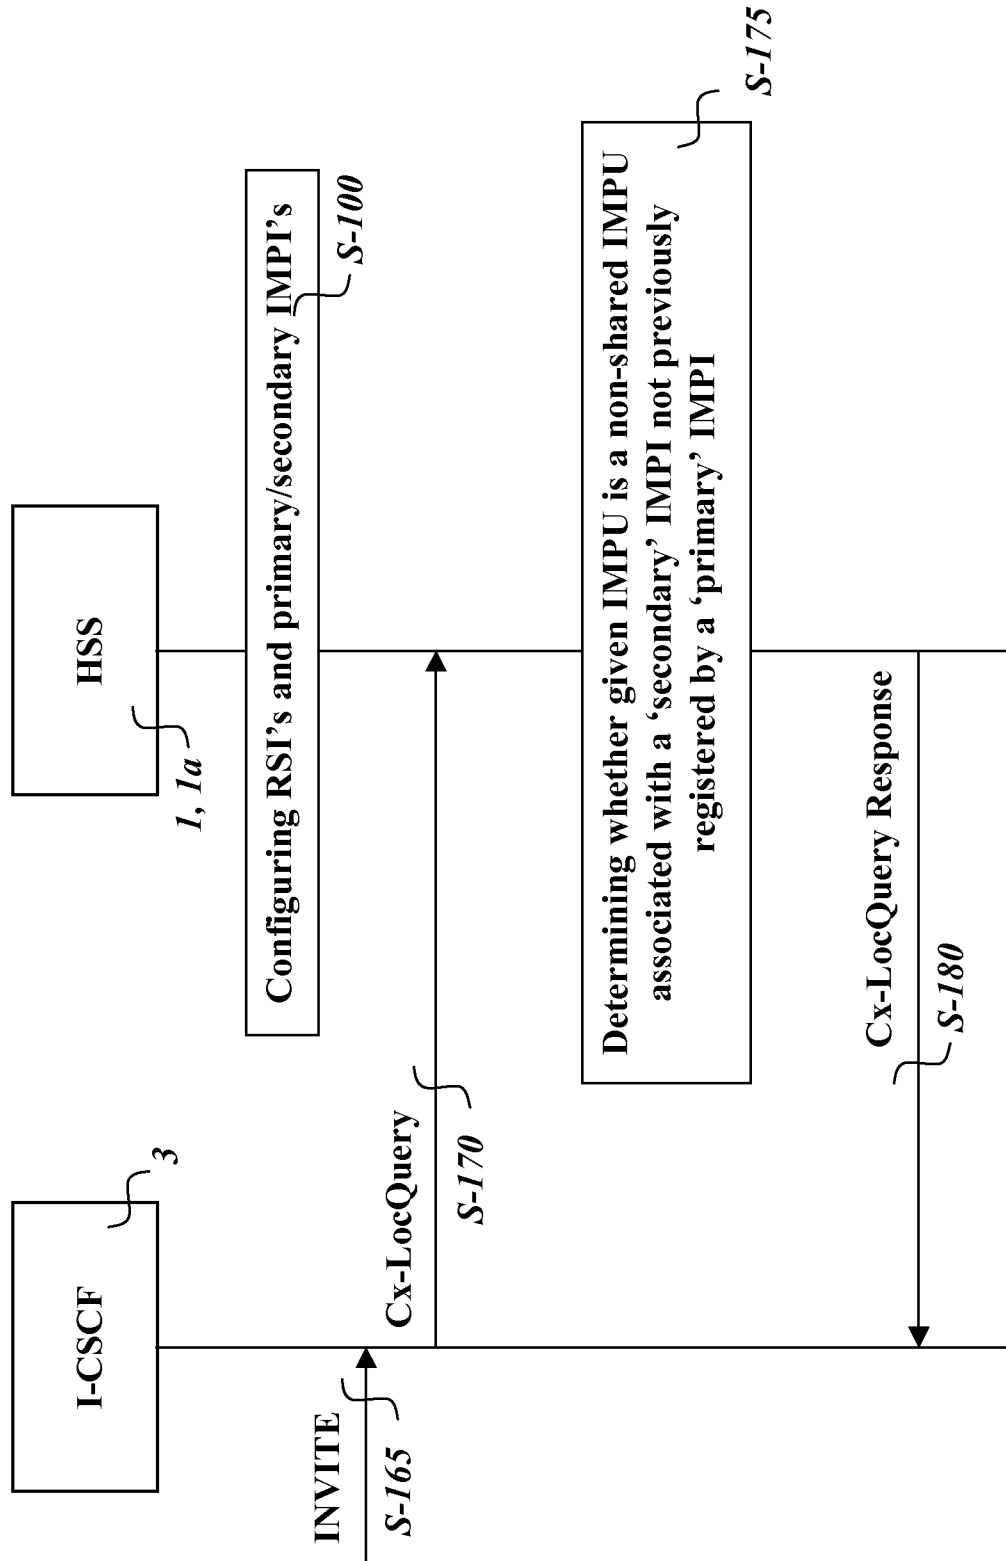 I-CSCF
3
HSS
1, 1a
Configuring RSI's and primary/secondary IMPI's
S-100
INVITE
S-165
Cx-LocQuery
S-170
Determining whether given IMPU is a non-shared IMPU
associated with a ‘secondary’ IMPI not previously
registered by a ‘primary’ IMPI
S-175
Cx-LocQuery Response
S-180